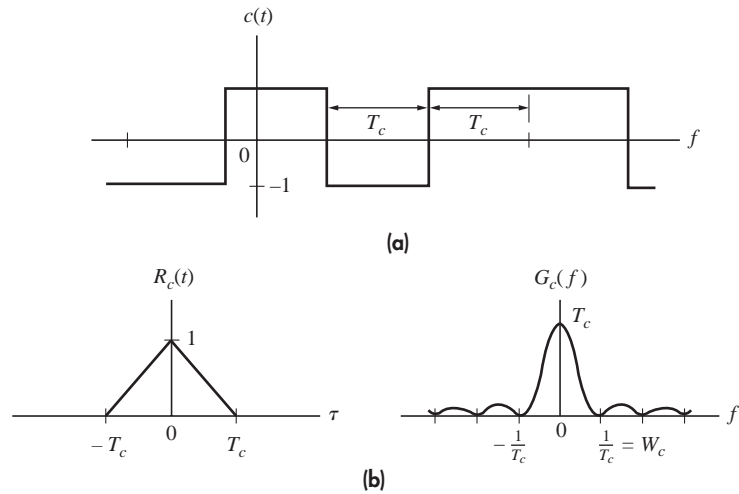 c(t)
T_c T_c
0 f
–1
(a)
R_c(t) G_c(f)
1 T_c
– T_c 0 T_c τ – 1/T_c 0 1/T_c = W_c f
(b)